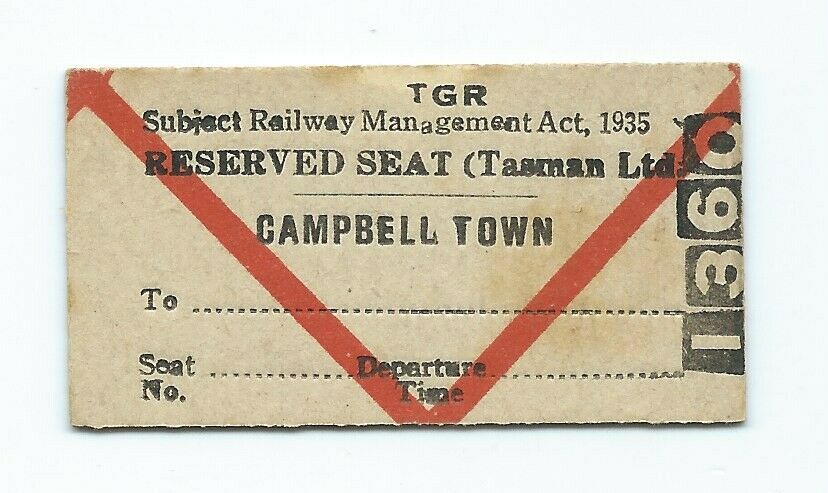 TGR
Subject Railway Management Act, 1935
RESERVED SEAT (Tasman Ltd.
CAMPBELL TOWN
To
Seat No. Departure Time
1360